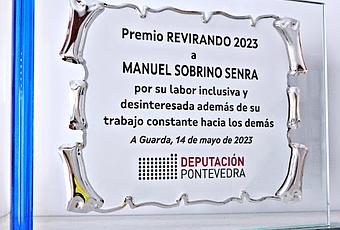 Premio REVIRANDO 2023
a
MANUEL SOBRINO SENRA
por su labor inclusiva y
desinteresada además de su
trabajo constante hacia los demás
A Guarda, 14 de mayo de 2023
DEPUTACIÓN
PONTEVEDRA